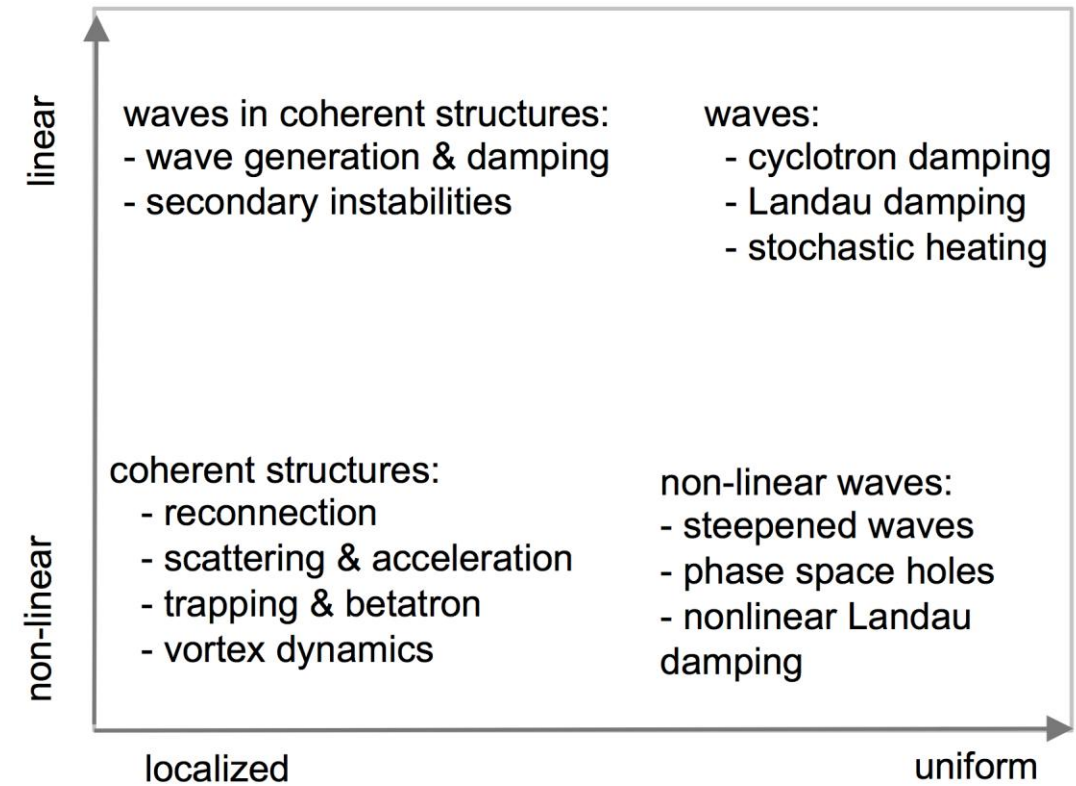 linear
waves in coherent structures:
- wave generation & damping
- secondary instabilities
waves:
- cyclotron damping
- Landau damping
- stochastic heating
non-linear
coherent structures:
- reconnection
- scattering & acceleration
- trapping & betatron
- vortex dynamics
non-linear waves:
- steepened waves
- phase space holes
- nonlinear Landau
damping
localized
uniform